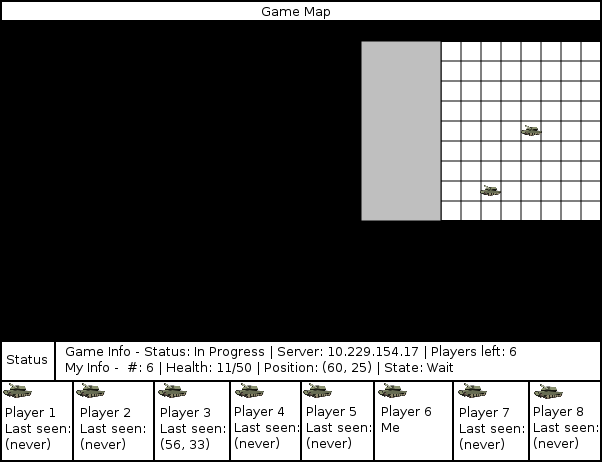 Game Map
Status
Game Info - Status: In Progress | Server: 10.229.154.17 | Players left: 6
My Info -  #: 6 | Health: 11/50 | Position: (60, 25) | State: Wait
Player 1
Last seen:
(never)
Player 2
Last seen:
(never)
Player 3
Last seen:
(56, 33)
Player 4
Last seen:
(never)
Player 5
Last seen:
(never)
Player 6
Me
Player 7
Last seen:
(never)
Player 8
Last seen:
(never)